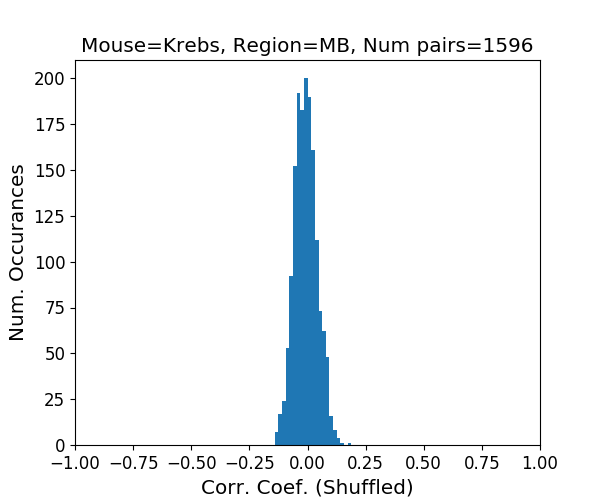 Mouse=Krebs, Region=MB, Num pairs=1596
200
175
150
125
100
75
50
25
0
Num. Occurances
−1.00 −0.75 −0.50 −0.25 0.00 0.25 0.50 0.75 1.00
Corr. Coef. (Shuffled)